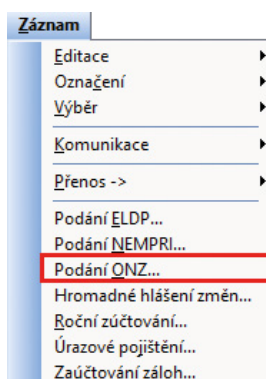 Záznam
Editace
Označení
Výběr
Komunikace
Přenos ->
Podání ELDP...
Podání NEMPRI...
Podání ONZ...
Hromadné hlášení změn...
Roční zúčtování...
Úrazové pojištění...
Zaúčtování záloh...